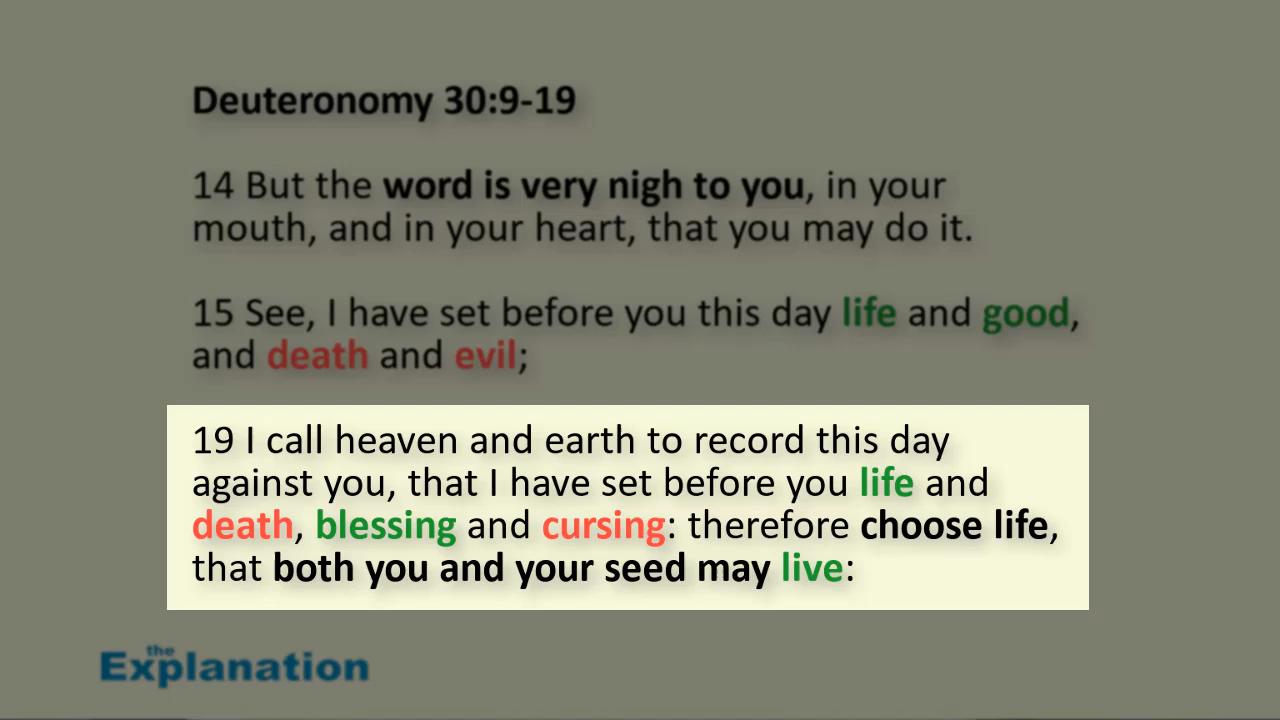 Deuteronomy 30:9-19
14 But the word is very nigh to you, in your
mouth, and in your heart, that you may do it.
15 See, I have set before you this day life and good,
and death and evil;
19 I call heaven and earth to record this day
against you, that I have set before you life and
death, blessing and cursing: therefore choose life,
that both you and your seed may live:
the
Explanation